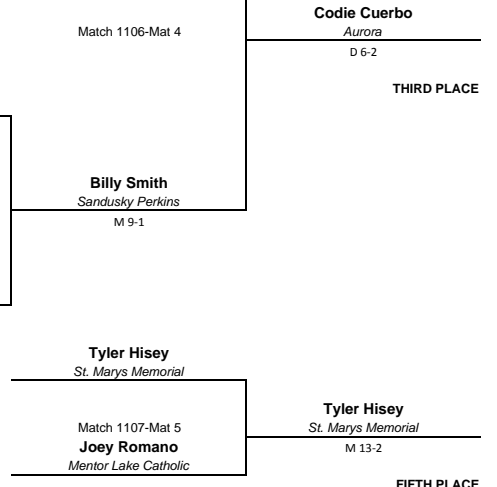 Codie Cuerbo
Match 1106-Mat 4
Aurora
D 6-2
THIRD PLACE
Billy Smith
Sandusky Perkins
M 9-1
Tyler Hisey
St. Marys Memorial
Tyler Hisey
Match 1107-Mat 5
St. Marys Memorial
Joey Romano
M 13-2
Mentor Lake Catholic
FIFTH PLACE